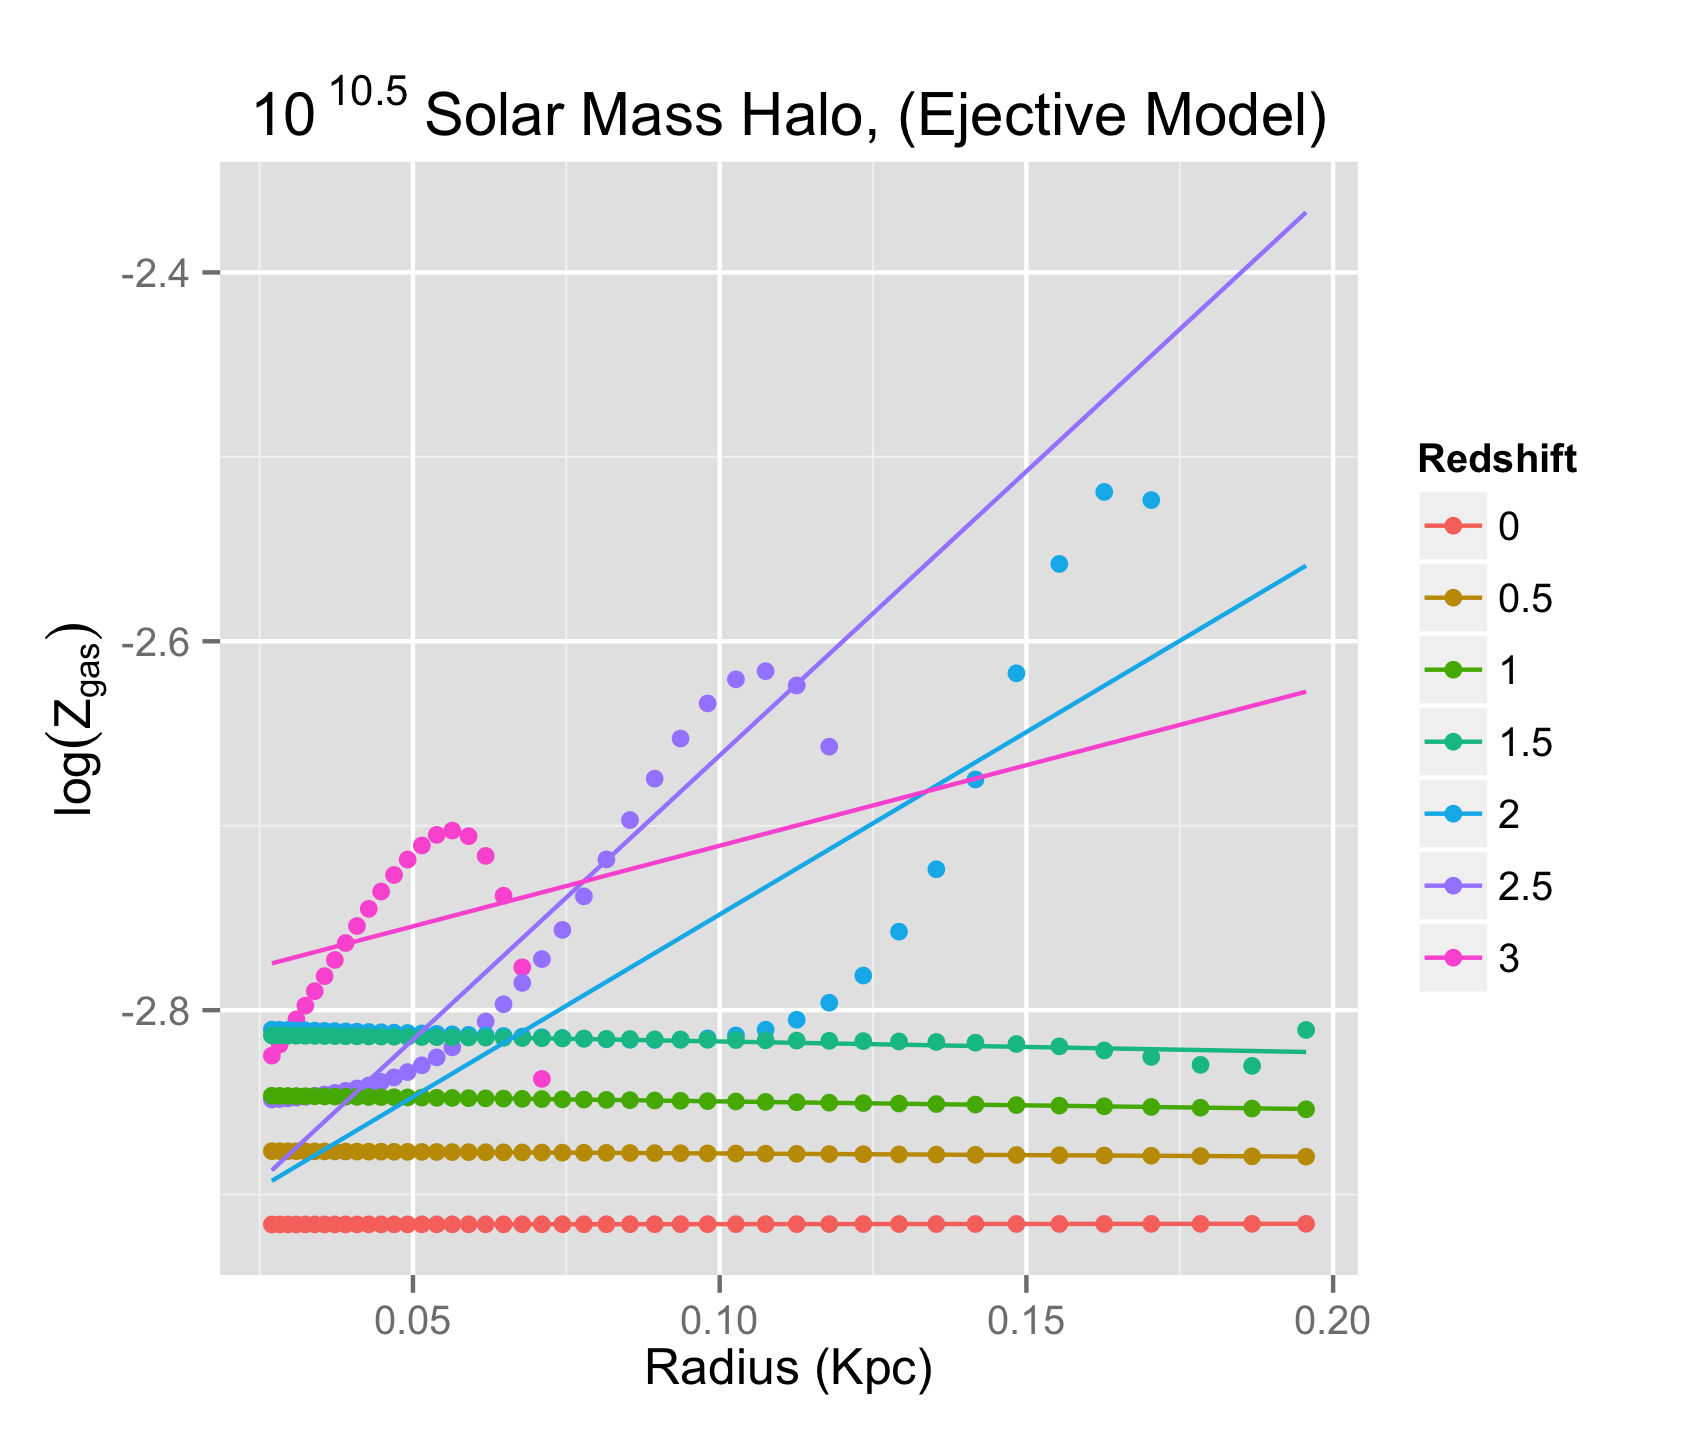 10^10.5 Solar Mass Halo, (Ejective Model)
-2.4
-2.6
-2.8
log(Z_gas)
0.05 0.10 0.15 0.20
Radius (Kpc)
Redshift
0
0.5
1
1.5
2
2.5
3